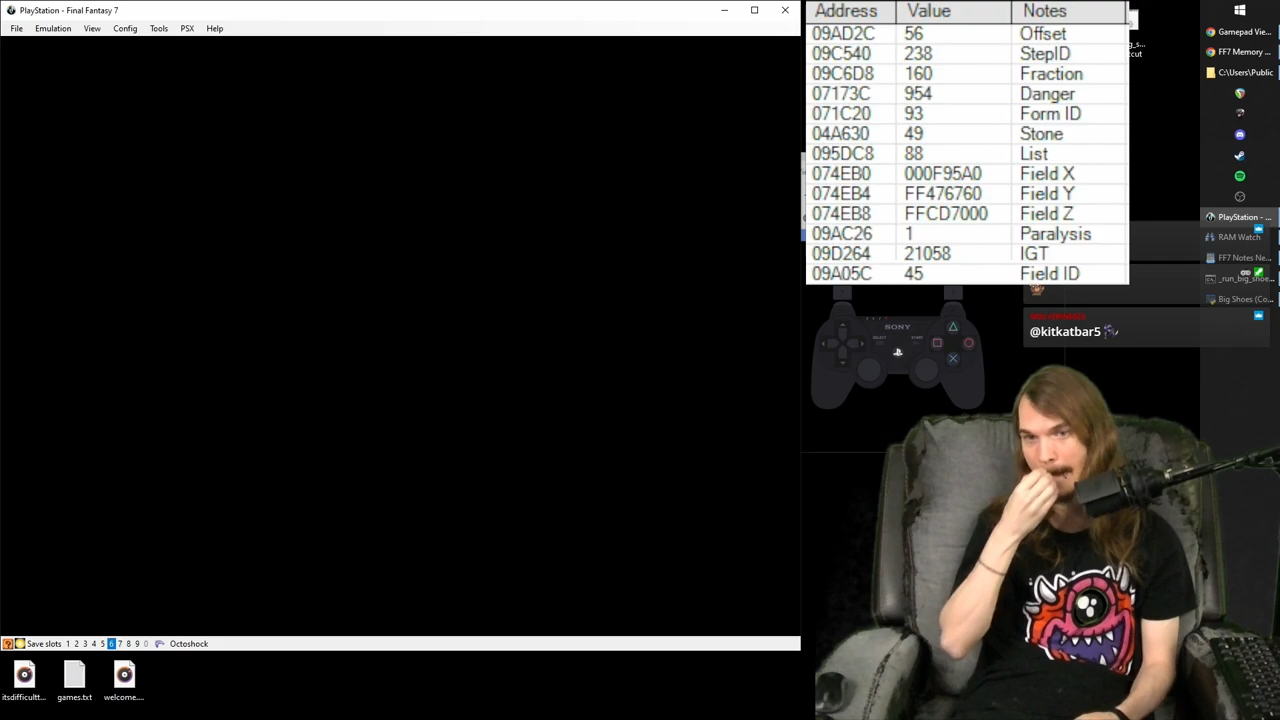 PlayStation - Final Fantasy 7
File Emulation View Config Tools PSX Help
Address Value Notes
09AD2C 56 Offset
09C540 238 StepID
09C6D8 160 Fraction
07173C 954 Danger
071C20 93 Form ID
04A630 49 Stone
095DC8 88 List
074EB0 000F95A0 Field X
074EB4 FF476760 Field Y
074EB8 FFCD7000 Field Z
09AC26 1 Paralysis
09D264 21058 IGT
09A05C 45 Field ID
Gamepad Vie...
FF7 Memory ...
C:\Users\Public
PlayStation - ...
RAM Watch
FF7 Notes Ne...
_run_big_shoe...
Big Shoes (Co...
@kitkatbar5
SONY
SELECT START
Save slots 1 2 3 4 5 6 7 8 9 0 Octoshock
itsdifficultt...
games.txt
welcome....